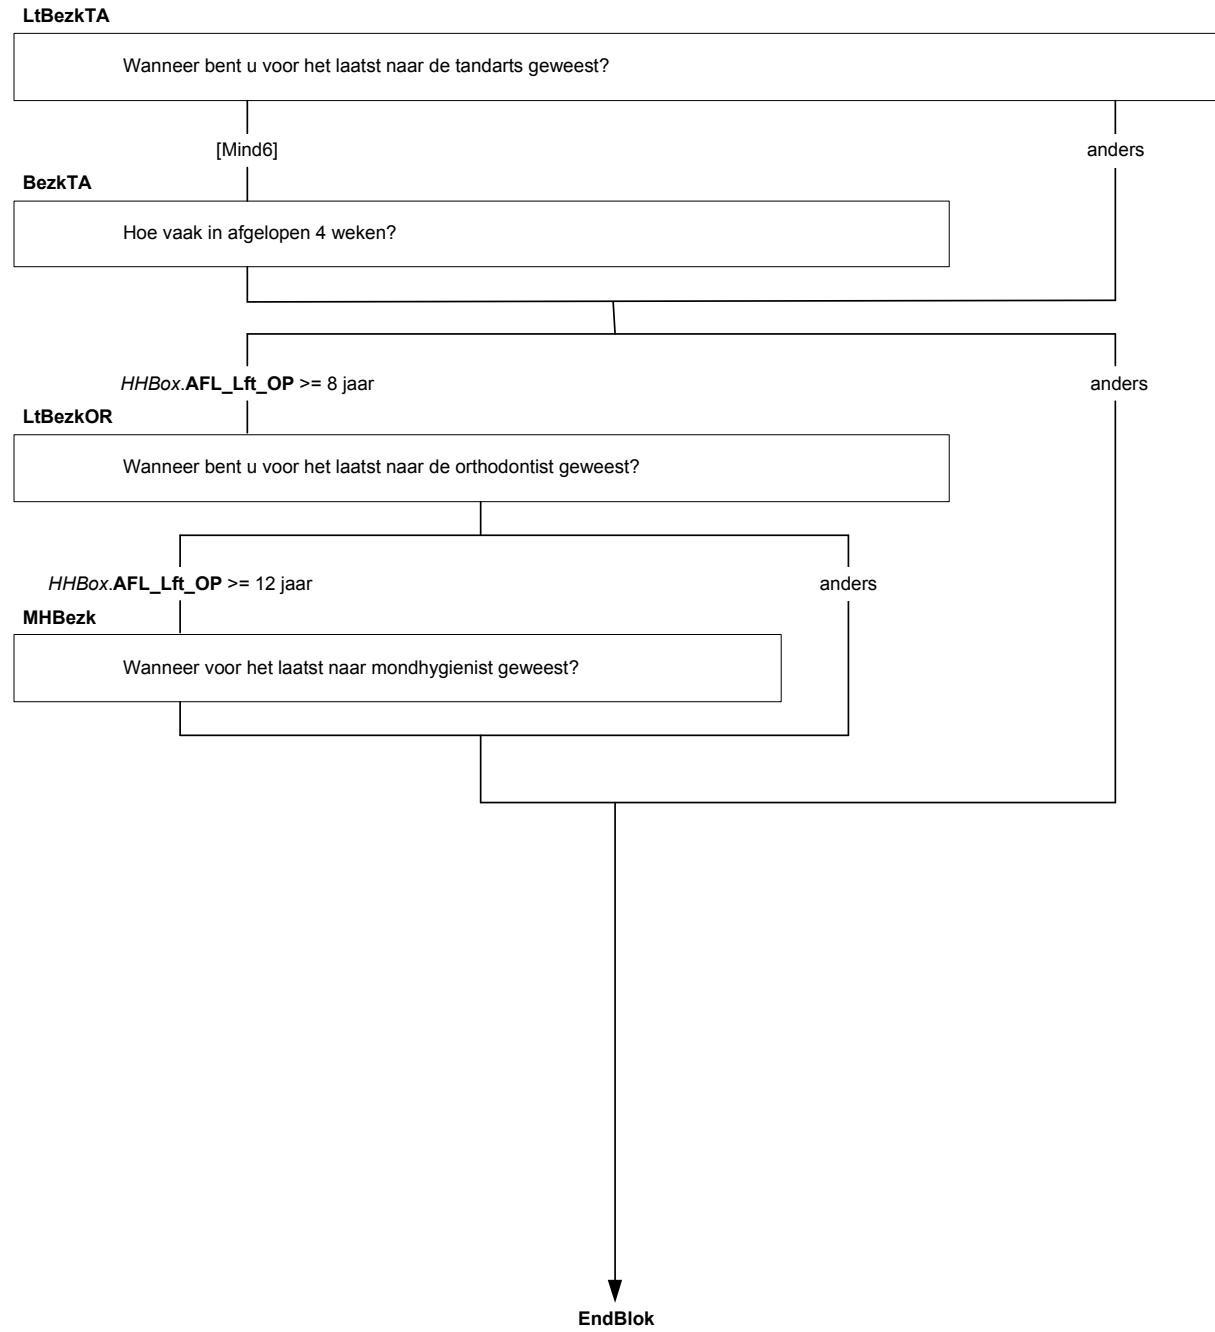 LtBezkTA
Wanneer bent u voor het laatst naar de tandarts geweest?
[Mind6] anders
BezkTA
Hoe vaak in afgelopen 4 weken?
HHBox.AFL_Lft_OP >= 8 jaar anders
LtBezkOR
Wanneer bent u voor het laatst naar de orthodontist geweest?
HHBox.AFL_Lft_OP >= 12 jaar anders
MHBezk
Wanneer voor het laatst naar mondhygienist geweest?
EndBlok